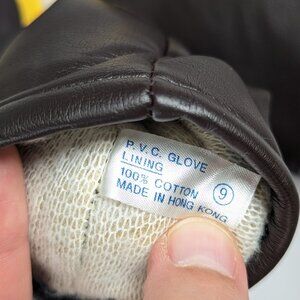 P.V.C. GLOVE
LINING
100% COTTON
MADE IN HONG KONG
9